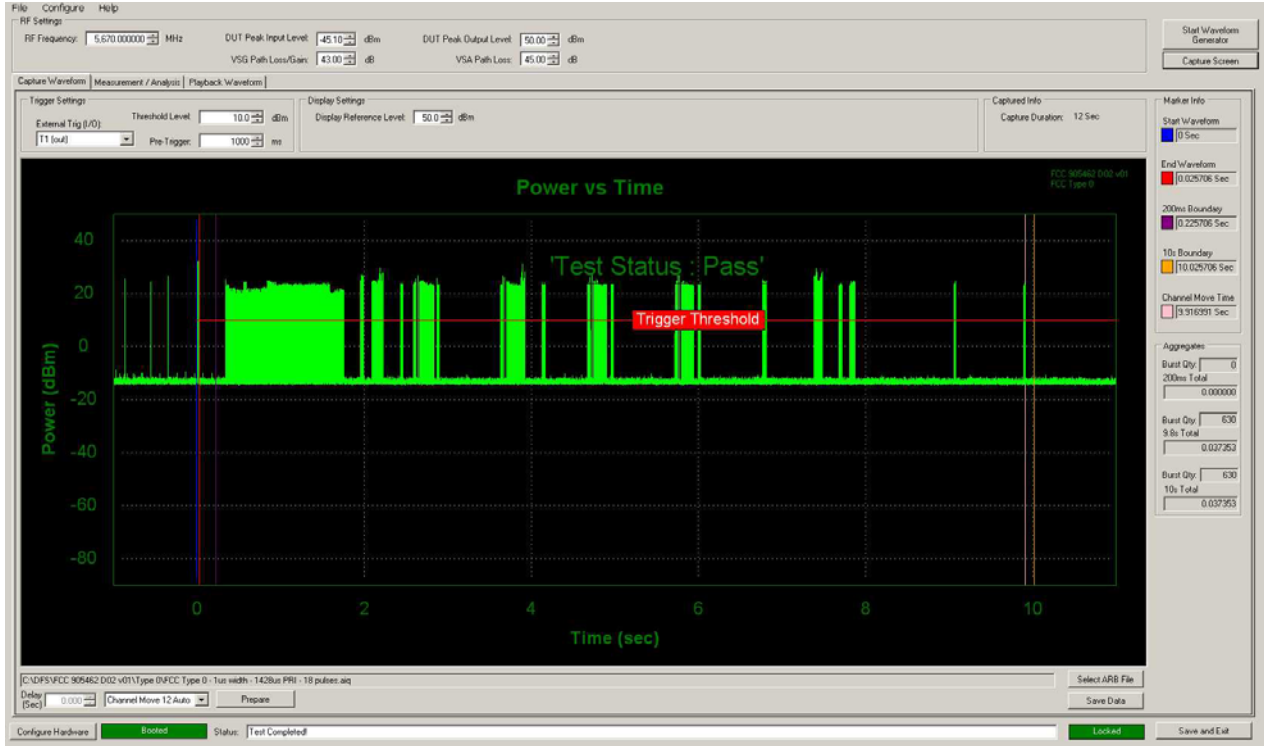 File Configure Help
RF Settings
RF Frequency: 5,670.000000 MHz
DUT Peak Input Level: -45.10 dBm
DUT Peak Output Level: 50.00 dBm
VSG Path Loss/Gain: 43.00 dB
VSA Path Loss: 45.00 dB
Start Waveform
Generator
Capture Screen
Capture Waveform Measurement / Analysis Playback Waveform
Trigger Settings
External Trig (I/O):
T1 (out)
Threshold Level: 10.0 dBm
Pre-Trigger: 1000 ms
Display Settings
Display Reference Level: 50.0 dBm
Captured Info
Capture Duration: 12 Sec
Marker Info
Start Waveform
0 Sec
End Waveform
0.025706 Sec
200ms Boundary
0.225706 Sec
10s Boundary
10.025706 Sec
Channel Move Time
9.916991 Sec
Aggregates
Burst Qty: 0
200ms Total
0.000000
Burst Qty: 630
9.8s Total
0.037353
Burst Qty: 630
10s Total
0.037353
Power vs Time
FCC 905462 D02 v01
FCC Type 0
'Test Status : Pass'
Trigger Threshold
Power (dBm)
40
20
0
-20
-40
-60
-80
0 2 4 6 8 10
Time (sec)
C:\DFS\FCC 905462 D02 v01\Type 0\FCC Type 0 - 1us width - 1428us PRI - 18 pulses.aiq
Select ARB File
Delay
(Sec) 0.000 Channel Move 12 Auto Prepare
Save Data
Configure Hardware Booted Status: Test Completed! Locked Save and Exit